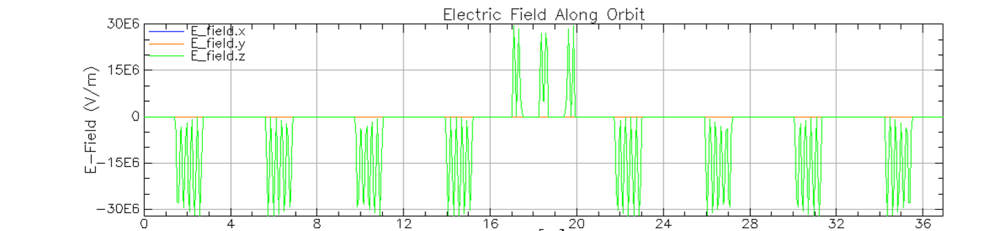 Electric Field Along Orbit
30E6
E_field.x
E_field.y
E_field.z
15E6
0
-15E6
-30E6
E-Field (V/m)
0 4 8 12 16 20 24 28 32 36